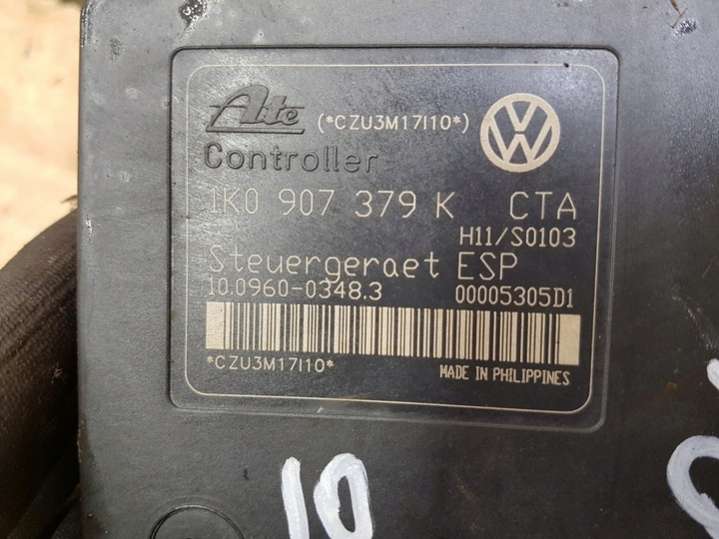 Ate (*CZU3M17I10*)
Controller
1K0 907 379 K CTA
H11/S0103
Steuergeraet ESP
10.0960-0348.3 00005305D1
*CZU3M17I10*
MADE IN PHILIPPINES
10